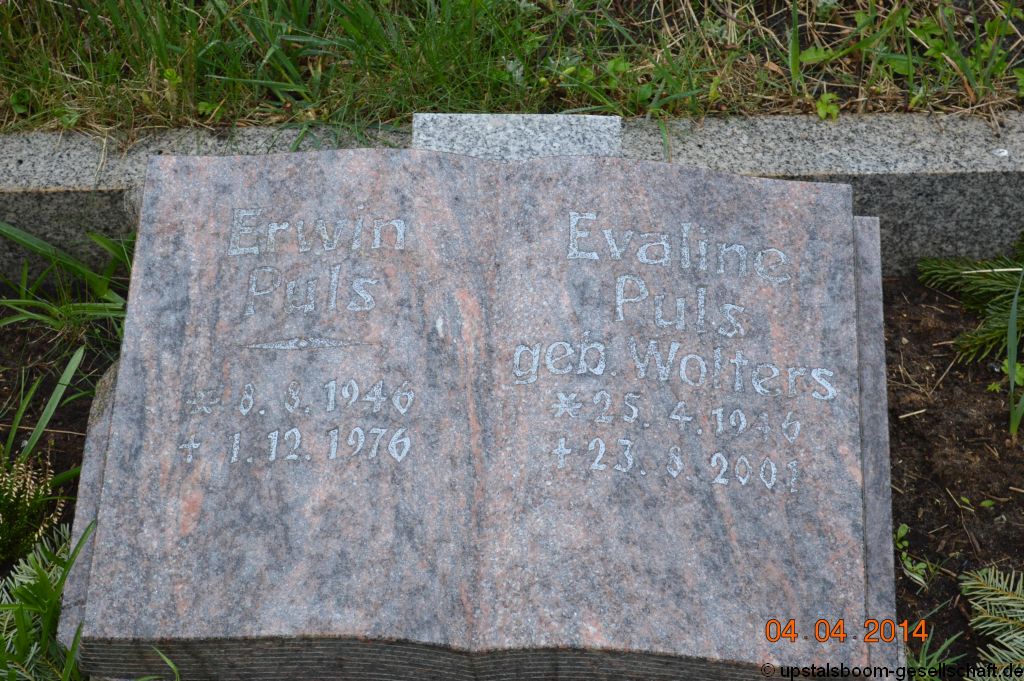 Erwin
Puls
* 8. 8. 1946
+ 1. 12. 1976
Evaline
Puls
geb. Wolters
* 25. 4. 1946
+ 23. 8. 2001
04 04 2014
© upstalsboom-gesellschaft.de